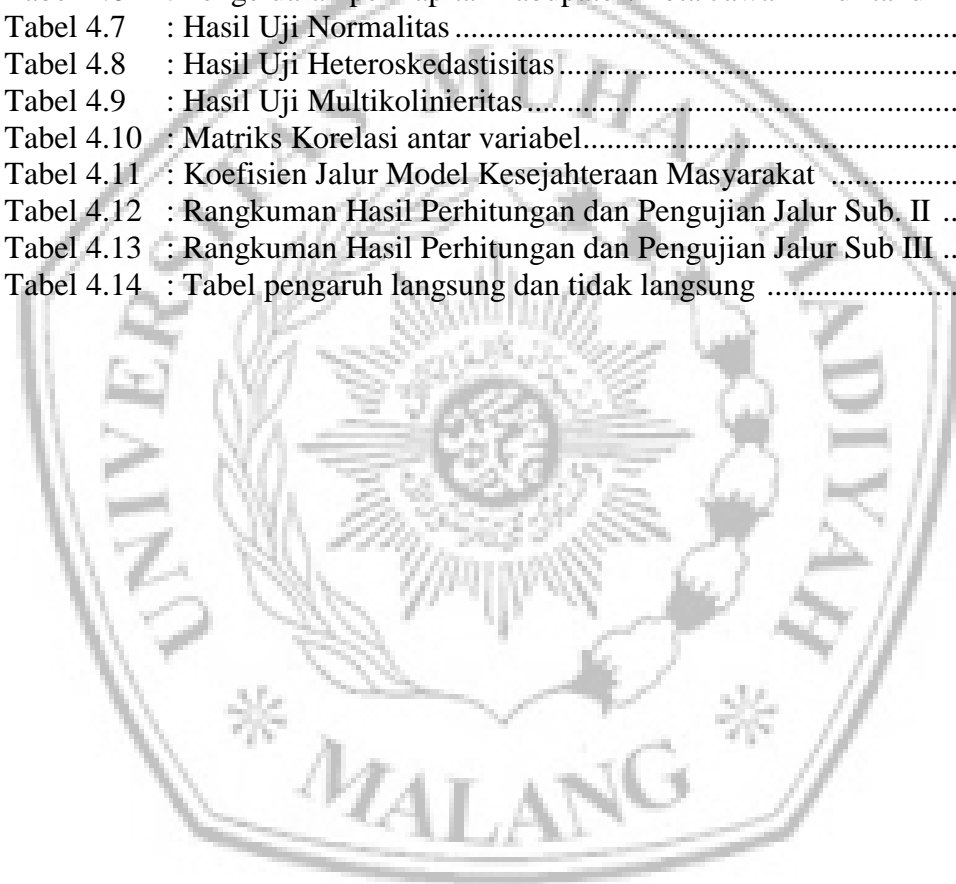 Tabel 4.7 : Hasil Uji Normalitas ................................................................
Tabel 4.8 : Hasil Uji Heteroskedastisitas ..................................................
Tabel 4.9 : Hasil Uji Multikolinieritas ......................................................
Tabel 4.10 : Matriks Korelasi antar variabel...............................................
Tabel 4.11 : Koefisien Jalur Model Kesejahteraan Masyarakat ................
Tabel 4.12 : Rangkuman Hasil Perhitungan dan Pengujian Jalur Sub. II ..
Tabel 4.13 : Rangkuman Hasil Perhitungan dan Pengujian Jalur Sub III ..
Tabel 4.14 : Tabel pengaruh langsung dan tidak langsung ........................
UNIVERSITAS MUHAMMADIYAH
MALANG